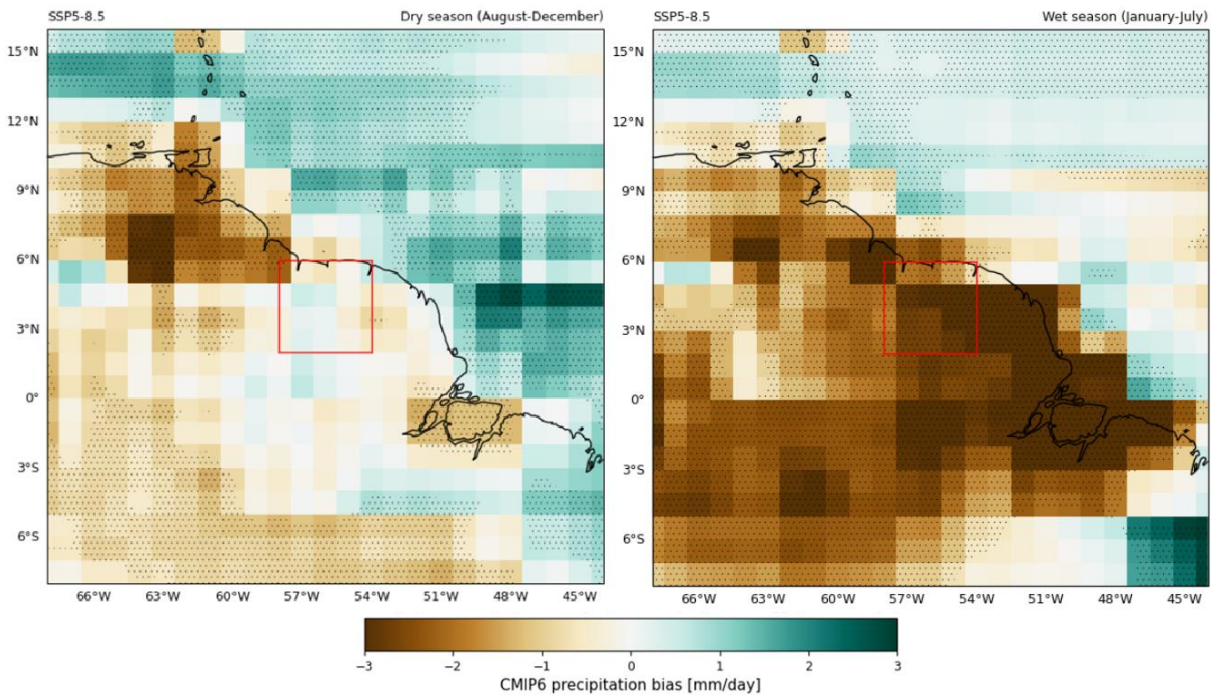 SSP5-8.5 Dry season (August-December)
SSP5-8.5 Wet season (January-July)
15°N
12°N
9°N
6°N
3°N
0°
3°S
6°S
66°W 63°W 60°W 57°W 54°W 51°W 48°W 45°W
15°N
12°N
9°N
6°N
3°N
0°
3°S
6°S
66°W 63°W 60°W 57°W 54°W 51°W 48°W 45°W
−3 −2 −1 0 1 2 3
CMIP6 precipitation bias [mm/day]